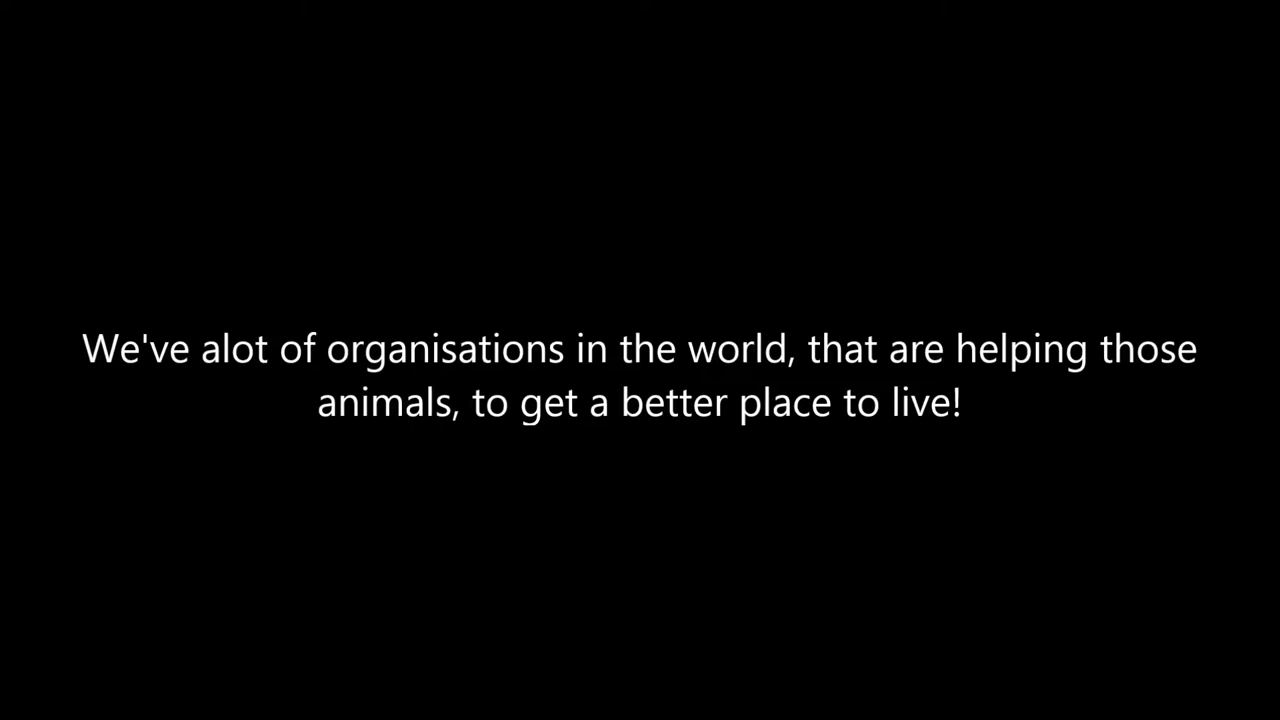 We've alot of organisations in the world, that are helping those
animals, to get a better place to live!